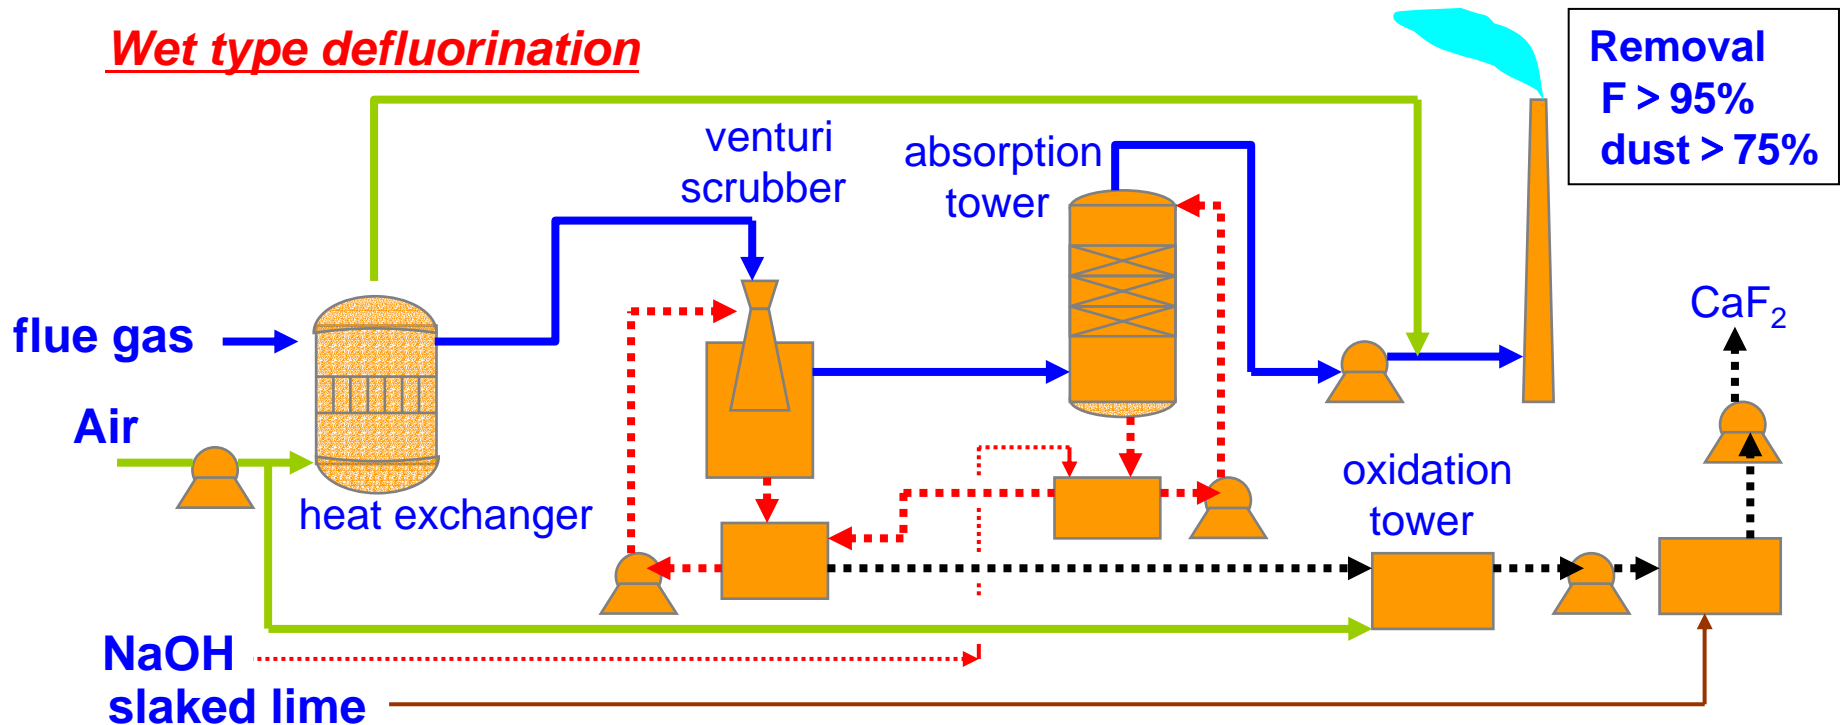 Wet type defluorination
Removal
F > 95%
dust > 75%
venturi
scrubber
absorption
tower
flue gas
Air
heat exchanger
CaF₂
oxidation
tower
NaOH
slaked lime